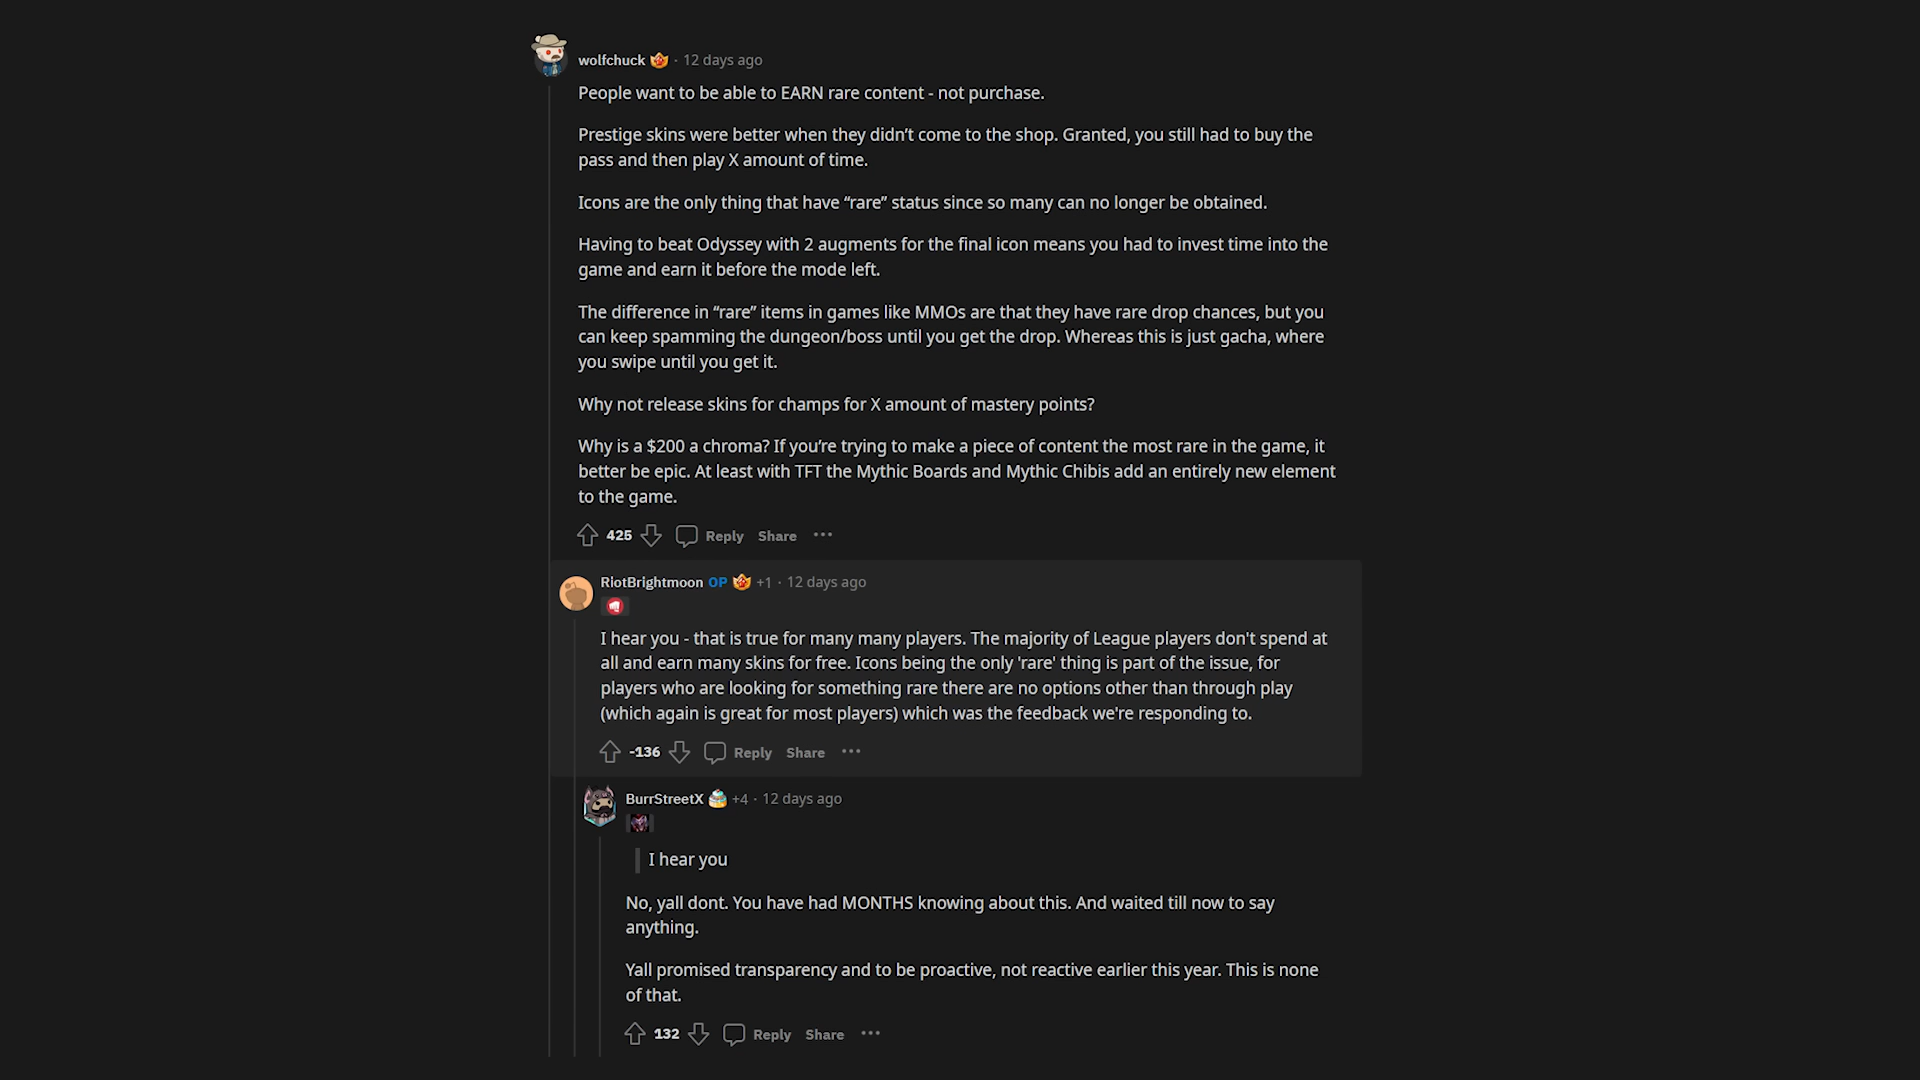 wolfchuck · 12 days ago
People want to be able to EARN rare content - not purchase.
Prestige skins were better when they didn’t come to the shop. Granted, you still had to buy the
pass and then play X amount of time.
Icons are the only thing that have “rare” status since so many can no longer be obtained.
Having to beat Odyssey with 2 augments for the final icon means you had to invest time into the
game and earn it before the mode left.
The difference in “rare” items in games like MMOs are that they have rare drop chances, but you
can keep spamming the dungeon/boss until you get the drop. Whereas this is just gacha, where
you swipe until you get it.
Why not release skins for champs for X amount of mastery points?
Why is a $200 a chroma? If you’re trying to make a piece of content the most rare in the game, it
better be epic. At least with TFT the Mythic Boards and Mythic Chibis add an entirely new element
to the game.
425 Reply Share ···
RiotBrightmoon OP +1 · 12 days ago
I hear you - that is true for many many players. The majority of League players don't spend at
all and earn many skins for free. Icons being the only 'rare' thing is part of the issue, for
players who are looking for something rare there are no options other than through play
(which again is great for most players) which was the feedback we're responding to.
-136 Reply Share ···
BurrStreetX +4 · 12 days ago
I hear you
No, yall dont. You have had MONTHS knowing about this. And waited till now to say
anything.
Yall promised transparency and to be proactive, not reactive earlier this year. This is none
of that.
132 Reply Share ···